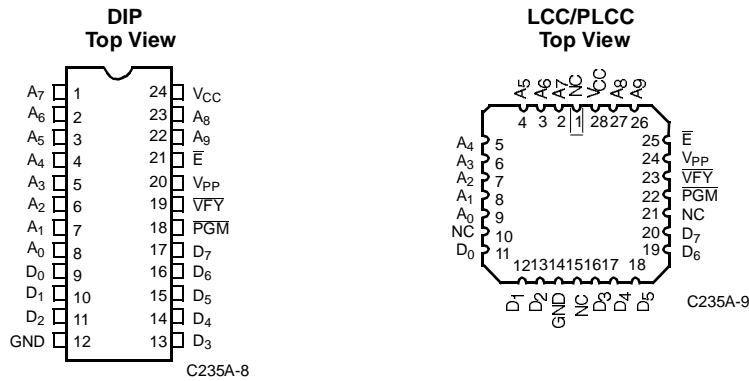 DIP
Top View
A7 1 24 VCC
A6 2 23 A8
A5 3 22 A9
A4 4 21 E̅
A3 5 20 VPP
A2 6 19 V̅F̅Y̅
A1 7 18 P̅G̅M̅
A0 8 17 D7
D0 9 16 D6
D1 10 15 D5
D2 11 14 D4
GND 12 13 D3
C235A-8
LCC/PLCC
Top View
A5 A6 A7 NC VCC A8 A9
4 3 2 1 28 27 26
A4 5 25 E̅
A3 6 24 VPP
A2 7 23 V̅F̅Y̅
A1 8 22 P̅G̅M̅
A0 9 21 NC
NC 10 20 D7
D0 11 19 D6
12 13 14 15 16 17 18
D1 D2 GND NC D3 D4 D5
C235A-9